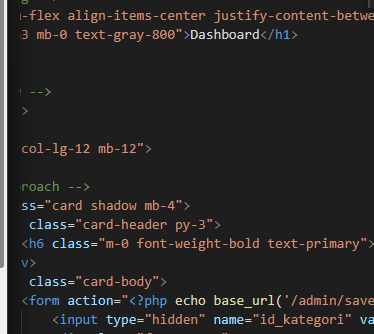 -flex align-items-center justify-content-betwe
3 mb-0 text-gray-800">Dashboard</h1>
-->
>
col-lg-12 mb-12">
roach -->
ss="card shadow mb-4">
class="card-header py-3">
<h6 class="m-0 font-weight-bold text-primary">
v>
class="card-body">
<form action="<?php echo base_url('/admin/save
<input type="hidden" name="id_kategori" va